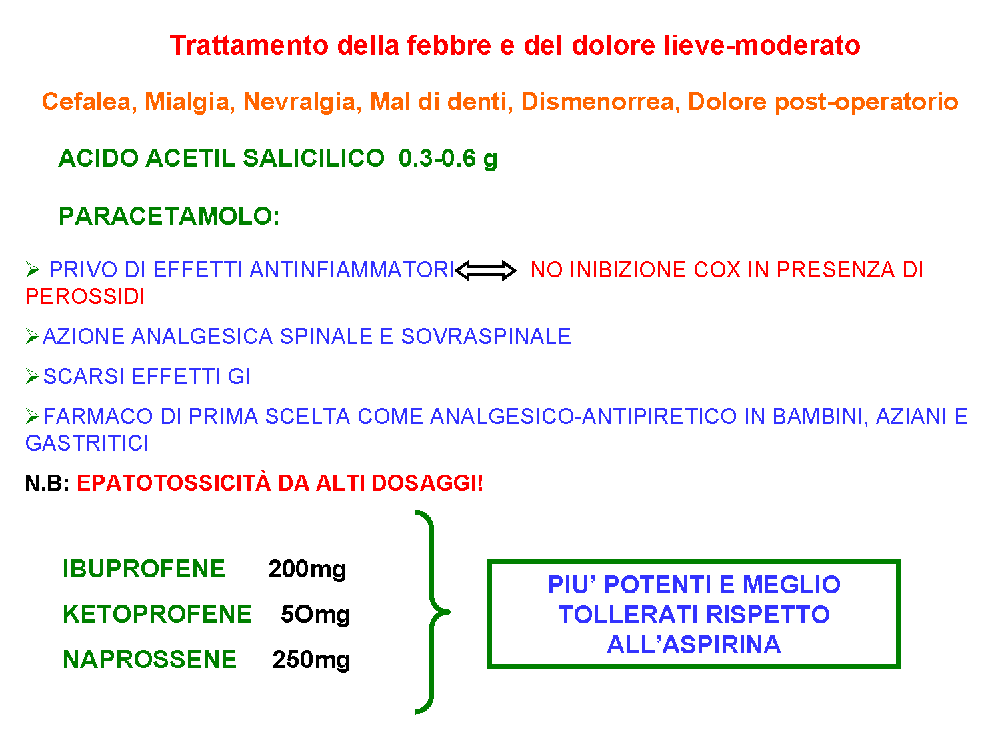 Trattamento della febbre e del dolore lieve-moderato
Cefalea, Mialgia, Nevralgia, Mal di denti, Dismenorrea, Dolore post-operatorio
ACIDO ACETIL SALICILICO 0.3-0.6 g
PARACETAMOLO:
PRIVO DI EFFETTI ANTINFIAMMATORI NO INIBIZIONE COX IN PRESENZA DI
PEROSSIDI
AZIONE ANALGESICA SPINALE E SOVRASPINALE
SCARSI EFFETTI GI
FARMACO DI PRIMA SCELTA COME ANALGESICO-ANTIPIRETICO IN BAMBINI, AZIANI E
GASTRITICI
N.B: EPATOTOSSICITÀ DA ALTI DOSAGGI!
IBUPROFENE 200mg
KETOPROFENE 5Omg
NAPROSSENE 250mg
PIU’ POTENTI E MEGLIO
TOLLERATI RISPETTO
ALL’ASPIRINA